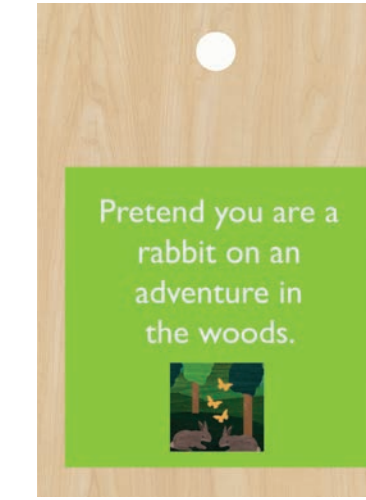 Pretend you are a
rabbit on an
adventure in
the woods.